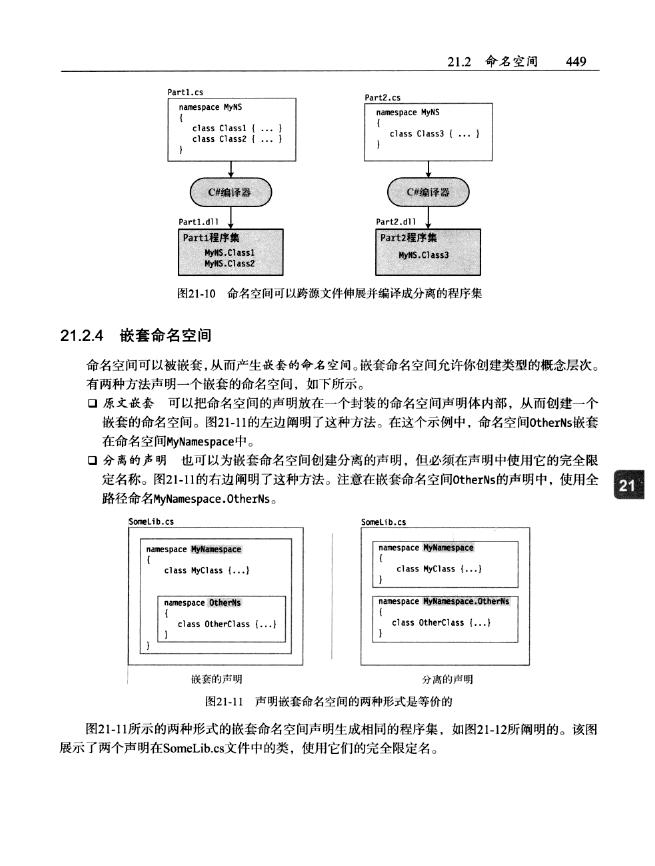 21.2 命名空间 449
Part1.cs
namespace MyNS
{
class Class1 { ... }
class Class2 { ... }
}
C#编译器
Part1.dll
Part1程序集
MyNS.Class1
MyNS.Class2
Part2.cs
namespace MyNS
{
class Class3 { ... }
}
C#编译器
Part2.dll
Part2程序集
MyNS.Class3
图21-10 命名空间可以跨源文件伸展并编译成分离的程序集
21.2.4 嵌套命名空间
命名空间可以被嵌套,从而产生嵌套的命名空间。嵌套命名空间允许你创建类型的概念层次。
有两种方法声明一个嵌套的命名空间,如下所示。
❏ 原文嵌套 可以把命名空间的声明放在一个封装的命名空间声明体内部,从而创建一个
嵌套的命名空间。图21-11的左边阐明了这种方法。在这个示例中,命名空间OtherNs嵌套
在命名空间MyNamespace中。
❏ 分离的声明 也可以为嵌套命名空间创建分离的声明,但必须在声明中使用它的完全限
定名称。图21-11的右边阐明了这种方法。注意在嵌套命名空间OtherNs的声明中,使用全
路径命名MyNamespace.OtherNs。
21
SomeLib.cs
namespace MyNamespace
{
class MyClass {...}
namespace OtherNs
{
class OtherClass {...}
}
}
嵌套的声明
SomeLib.cs
namespace MyNamespace
{
class MyClass {...}
}
namespace MyNamespace.OtherNs
{
class OtherClass {...}
}
分离的声明
图21-11 声明嵌套命名空间的两种形式是等价的
图21-11所示的两种形式的嵌套命名空间声明生成相同的程序集,如图21-12所阐明的。该图
展示了两个声明在SomeLib.cs文件中的类,使用它们的完全限定名。